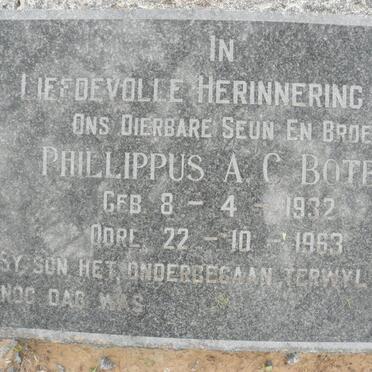 IN
LIEFDEVOLLE HERINNERING
ONS DIERBARE SEUN EN BROE
PHILLIPPUS A. C. BOT
GEB. 8 - 4 - 1932
OORL. 22 - 10 - 1963
SY SON HET ONDERGEGAAN TERWYL
NOG DAG WAS